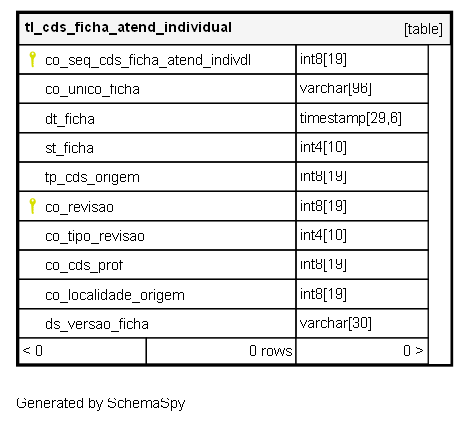 tl_cds_ficha_atend_individual [table]
co_seq_cds_ficha_atend_indivdl int8[19]
co_unico_ficha varchar[96]
dt_ficha timestamp[29,6]
st_ficha int4[10]
tp_cds_origem int8[19]
co_revisao int8[19]
co_tipo_revisao int4[10]
co_cds_prof int8[19]
co_localidade_origem int8[19]
ds_versao_ficha varchar[30]
< 0 0 rows 0 >
Generated by SchemaSpy